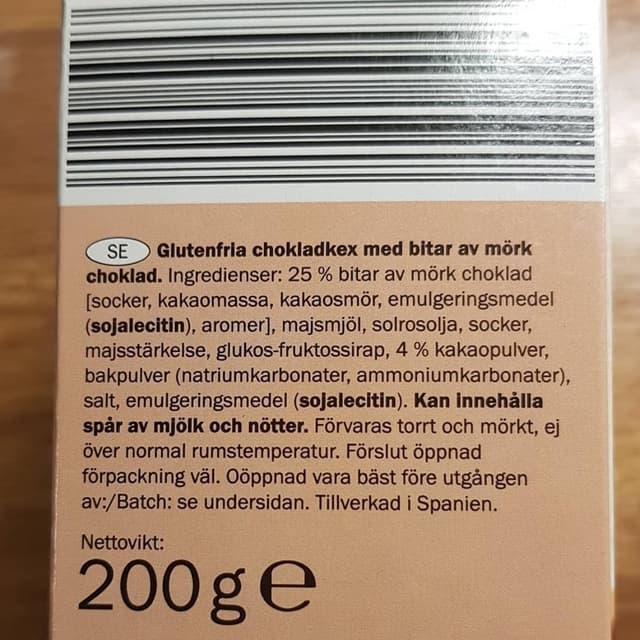 SE Glutenfria chokladkex med bitar av mörk
choklad. Ingredienser: 25 % bitar av mörk choklad
[socker, kakaomassa, kakaosmör, emulgeringsmedel
(sojalecitin), aromer], majsmjöl, solrosolja, socker,
majsstärkelse, glukos-fruktossirap, 4 % kakaopulver,
bakpulver (natriumkarbonater, ammoniumkarbonater),
salt, emulgeringsmedel (sojalecitin). Kan innehålla
spår av mjölk och nötter. Förvaras torrt och mörkt, ej
över normal rumstemperatur. Förslut öppnad
förpackning väl. Oöppnad vara bäst före utgången
av:/Batch: se undersidan. Tillverkad i Spanien.
Nettovikt:
200 g e